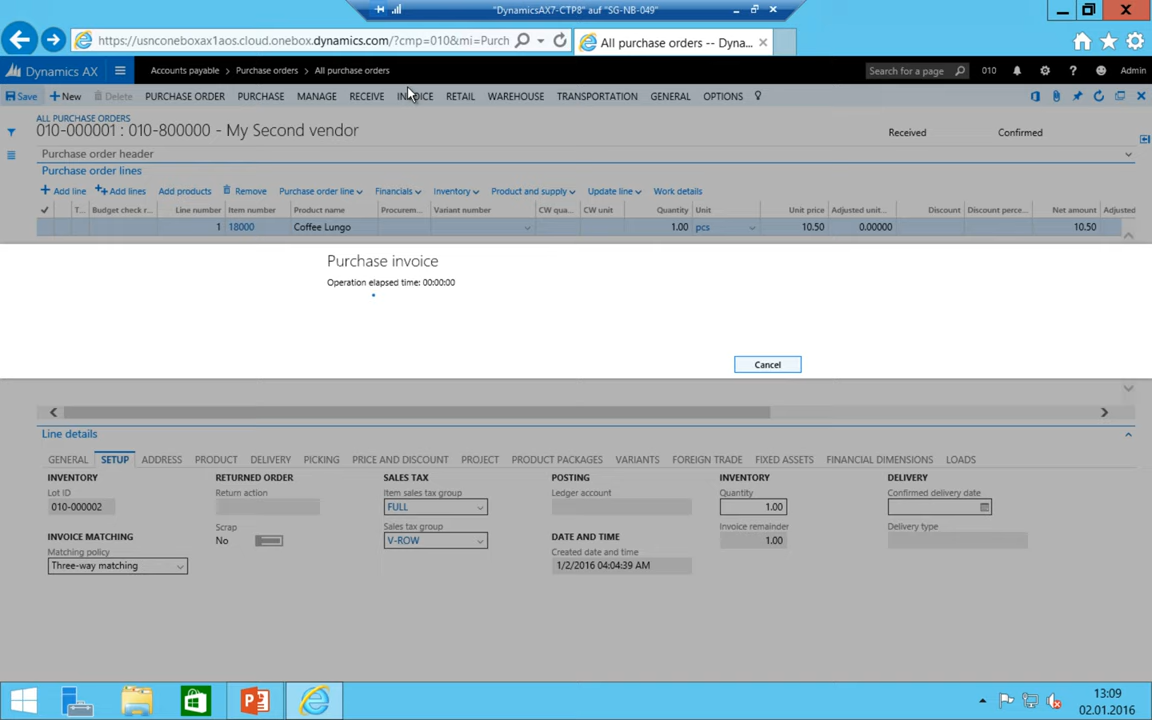 "DynamicsAX7-CTP8" auf "SG-NB-049"
https://usnconeboxax1aos.cloud.onebox.dynamics.com/?cmp=010&mi=Purch
All purchase orders -- Dyna...
Dynamics AX
Accounts payable > Purchase orders > All purchase orders
Search for a page
010
Admin
Save
New
Delete
PURCHASE ORDER
PURCHASE
MANAGE
RECEIVE
INVOICE
RETAIL
WAREHOUSE
TRANSPORTATION
GENERAL
OPTIONS
ALL PURCHASE ORDERS
010-000001 : 010-800000 - My Second vendor
Received
Confirmed
Purchase order header
Purchase order lines
Add line
Add lines
Add products
Remove
Purchase order line
Financials
Inventory
Product and supply
Update line
Work details
T...
Budget check r...
Line number
Item number
Product name
Procurem...
Variant number
CW qua...
CW unit
Quantity
Unit
Unit price
Adjusted unit...
Discount
Discount perce...
Net amount
Adjusted
1
18000
Coffee Lungo
1.00
pcs
10.50
0.00000
10.50
Purchase invoice
Operation elapsed time: 00:00:00
Cancel
Line details
GENERAL
SETUP
ADDRESS
PRODUCT
DELIVERY
PICKING
PRICE AND DISCOUNT
PROJECT
PRODUCT PACKAGES
VARIANTS
FOREIGN TRADE
FIXED ASSETS
FINANCIAL DIMENSIONS
LOADS
INVENTORY
Lot ID
010-000002
INVOICE MATCHING
Matching policy
Three-way matching
RETURNED ORDER
Return action
Scrap
No
SALES TAX
Item sales tax group
FULL
Sales tax group
V-ROW
POSTING
Ledger account
DATE AND TIME
Created date and time
1/2/2016 04:04:39 AM
INVENTORY
Quantity
1.00
Invoice remainder
1.00
DELIVERY
Confirmed delivery date
Delivery type
13:09
02.01.2016